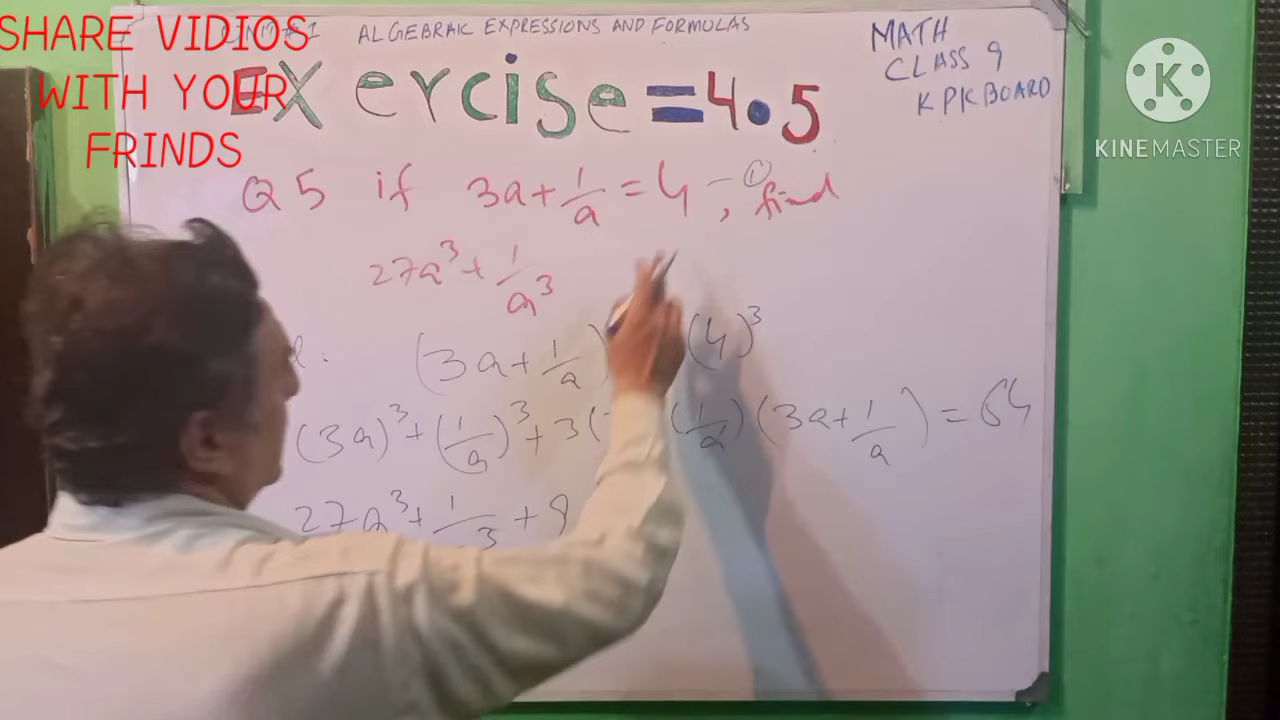 SHARE VIDIOS
WITH YOUR
FRINDS
ALGEBRAK EXPRESSIONS AND FORMULAS
MATH
CLASS 9
KPK BOARD
K
KINEMASTER
EXercise = 4.5
Q5 if 3a + 1/a = 4 - ①, find
27a³ + 1/a³
(3a + 1/a) (4)³
(3a)³ + (1/a)³ + 3( (1/a) (3a + 1/a) = 64
27a³ + 1/ ³ + 9